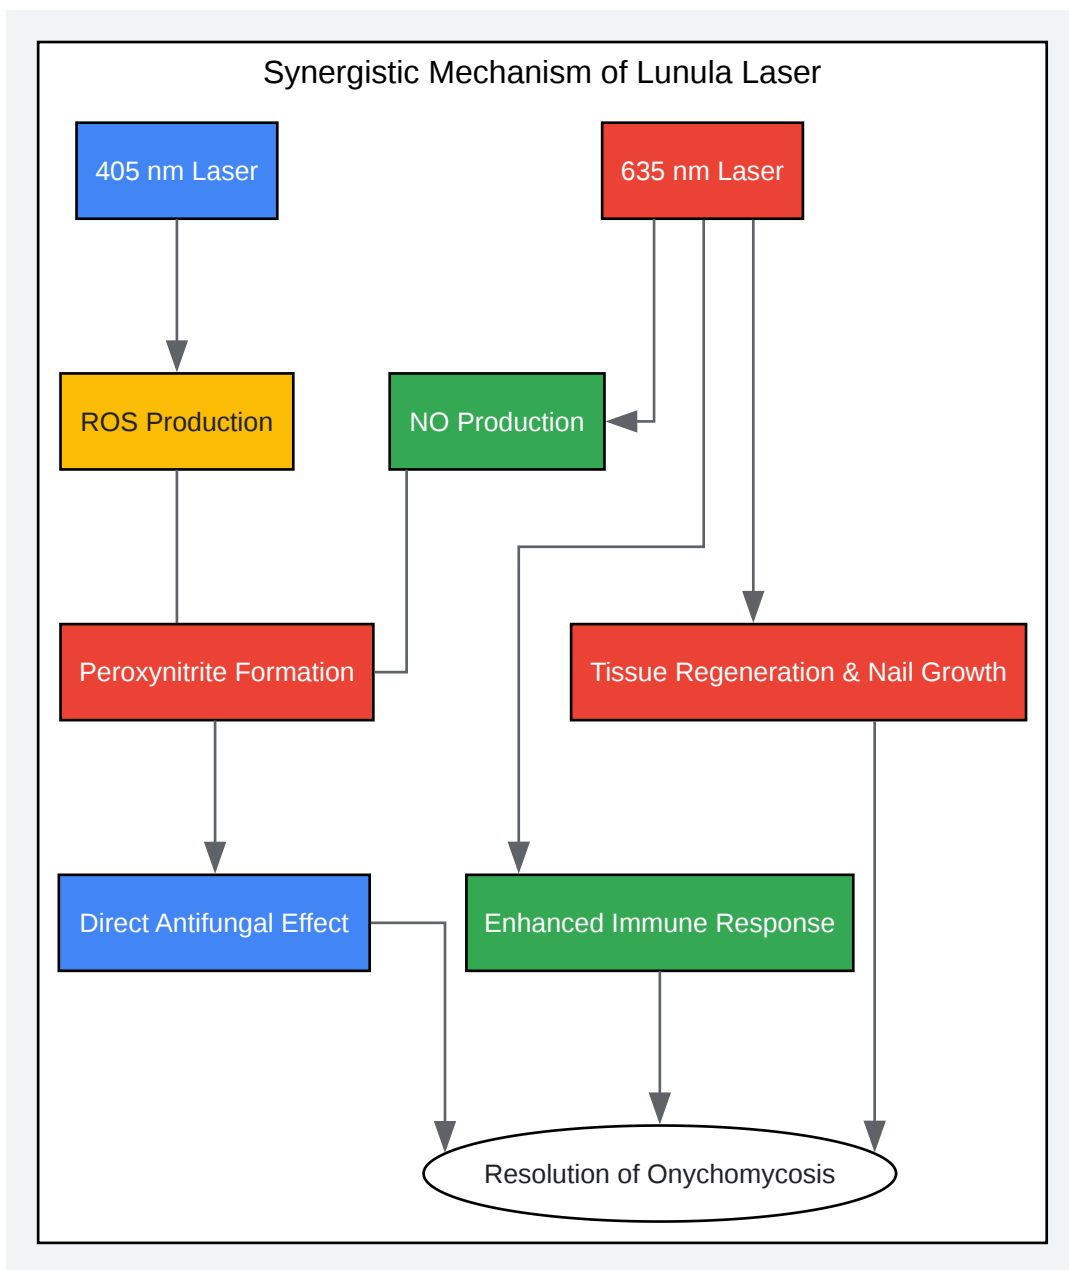 Synergistic Mechanism of Lunula Laser
405 nm Laser
635 nm Laser
ROS Production
NO Production
Peroxynitrite Formation
Tissue Regeneration & Nail Growth
Direct Antifungal Effect
Enhanced Immune Response
Resolution of Onychomycosis